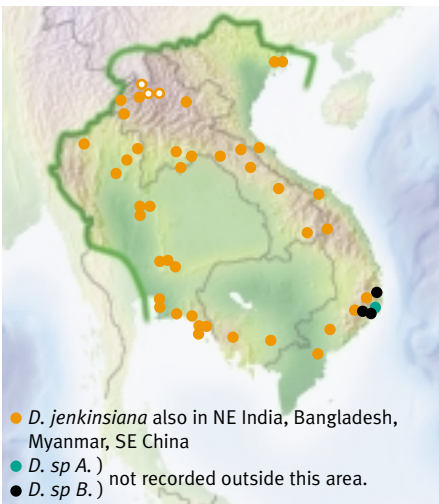 D. jenkinsiana also in NE India, Bangladesh,
Myanmar, SE China
D. sp A. )
not recorded outside this area.
D. sp B. )